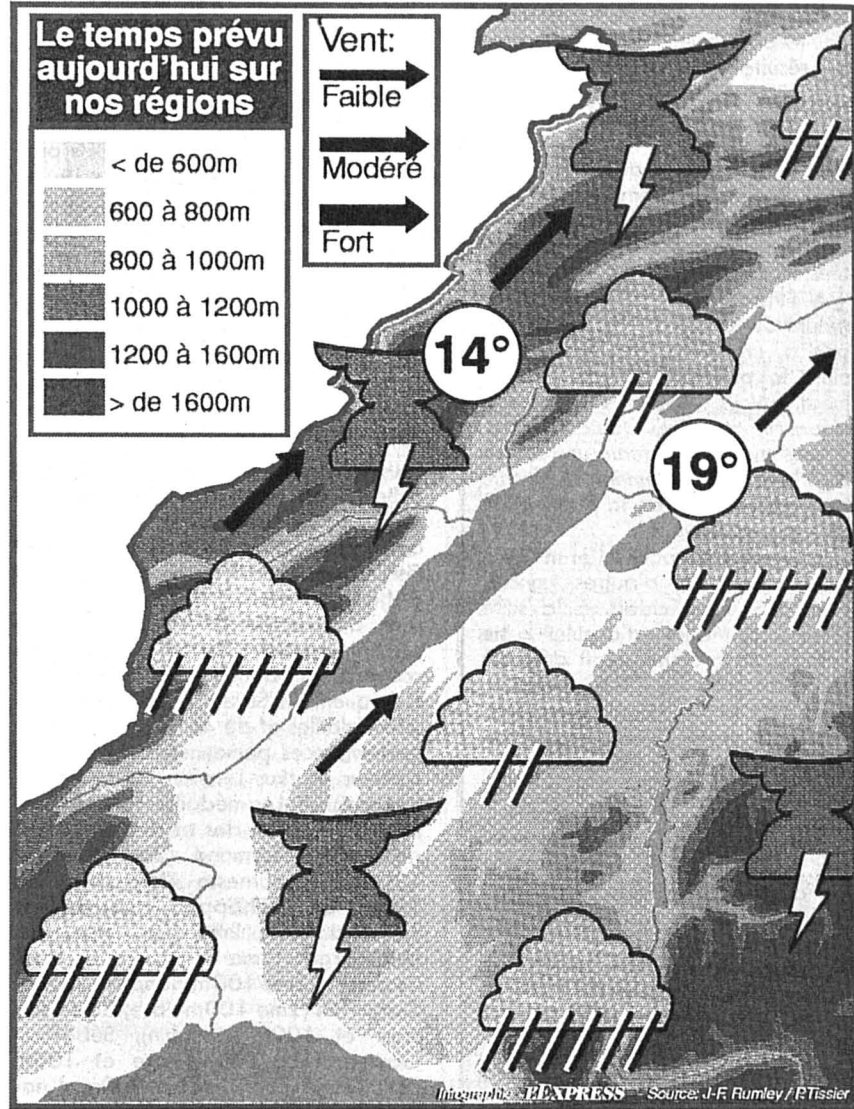 Le temps prévu
aujourd'hui sur
nos régions
< de 600m
600 à 800m
800 à 1000m
1000 à 1200m
1200 à 1600m
> de 1600m
Vent:
Faible
Modéré
Fort
14°
19°
Infographie L'EXPRESS Source: J-F. Rumley / P.Tissier